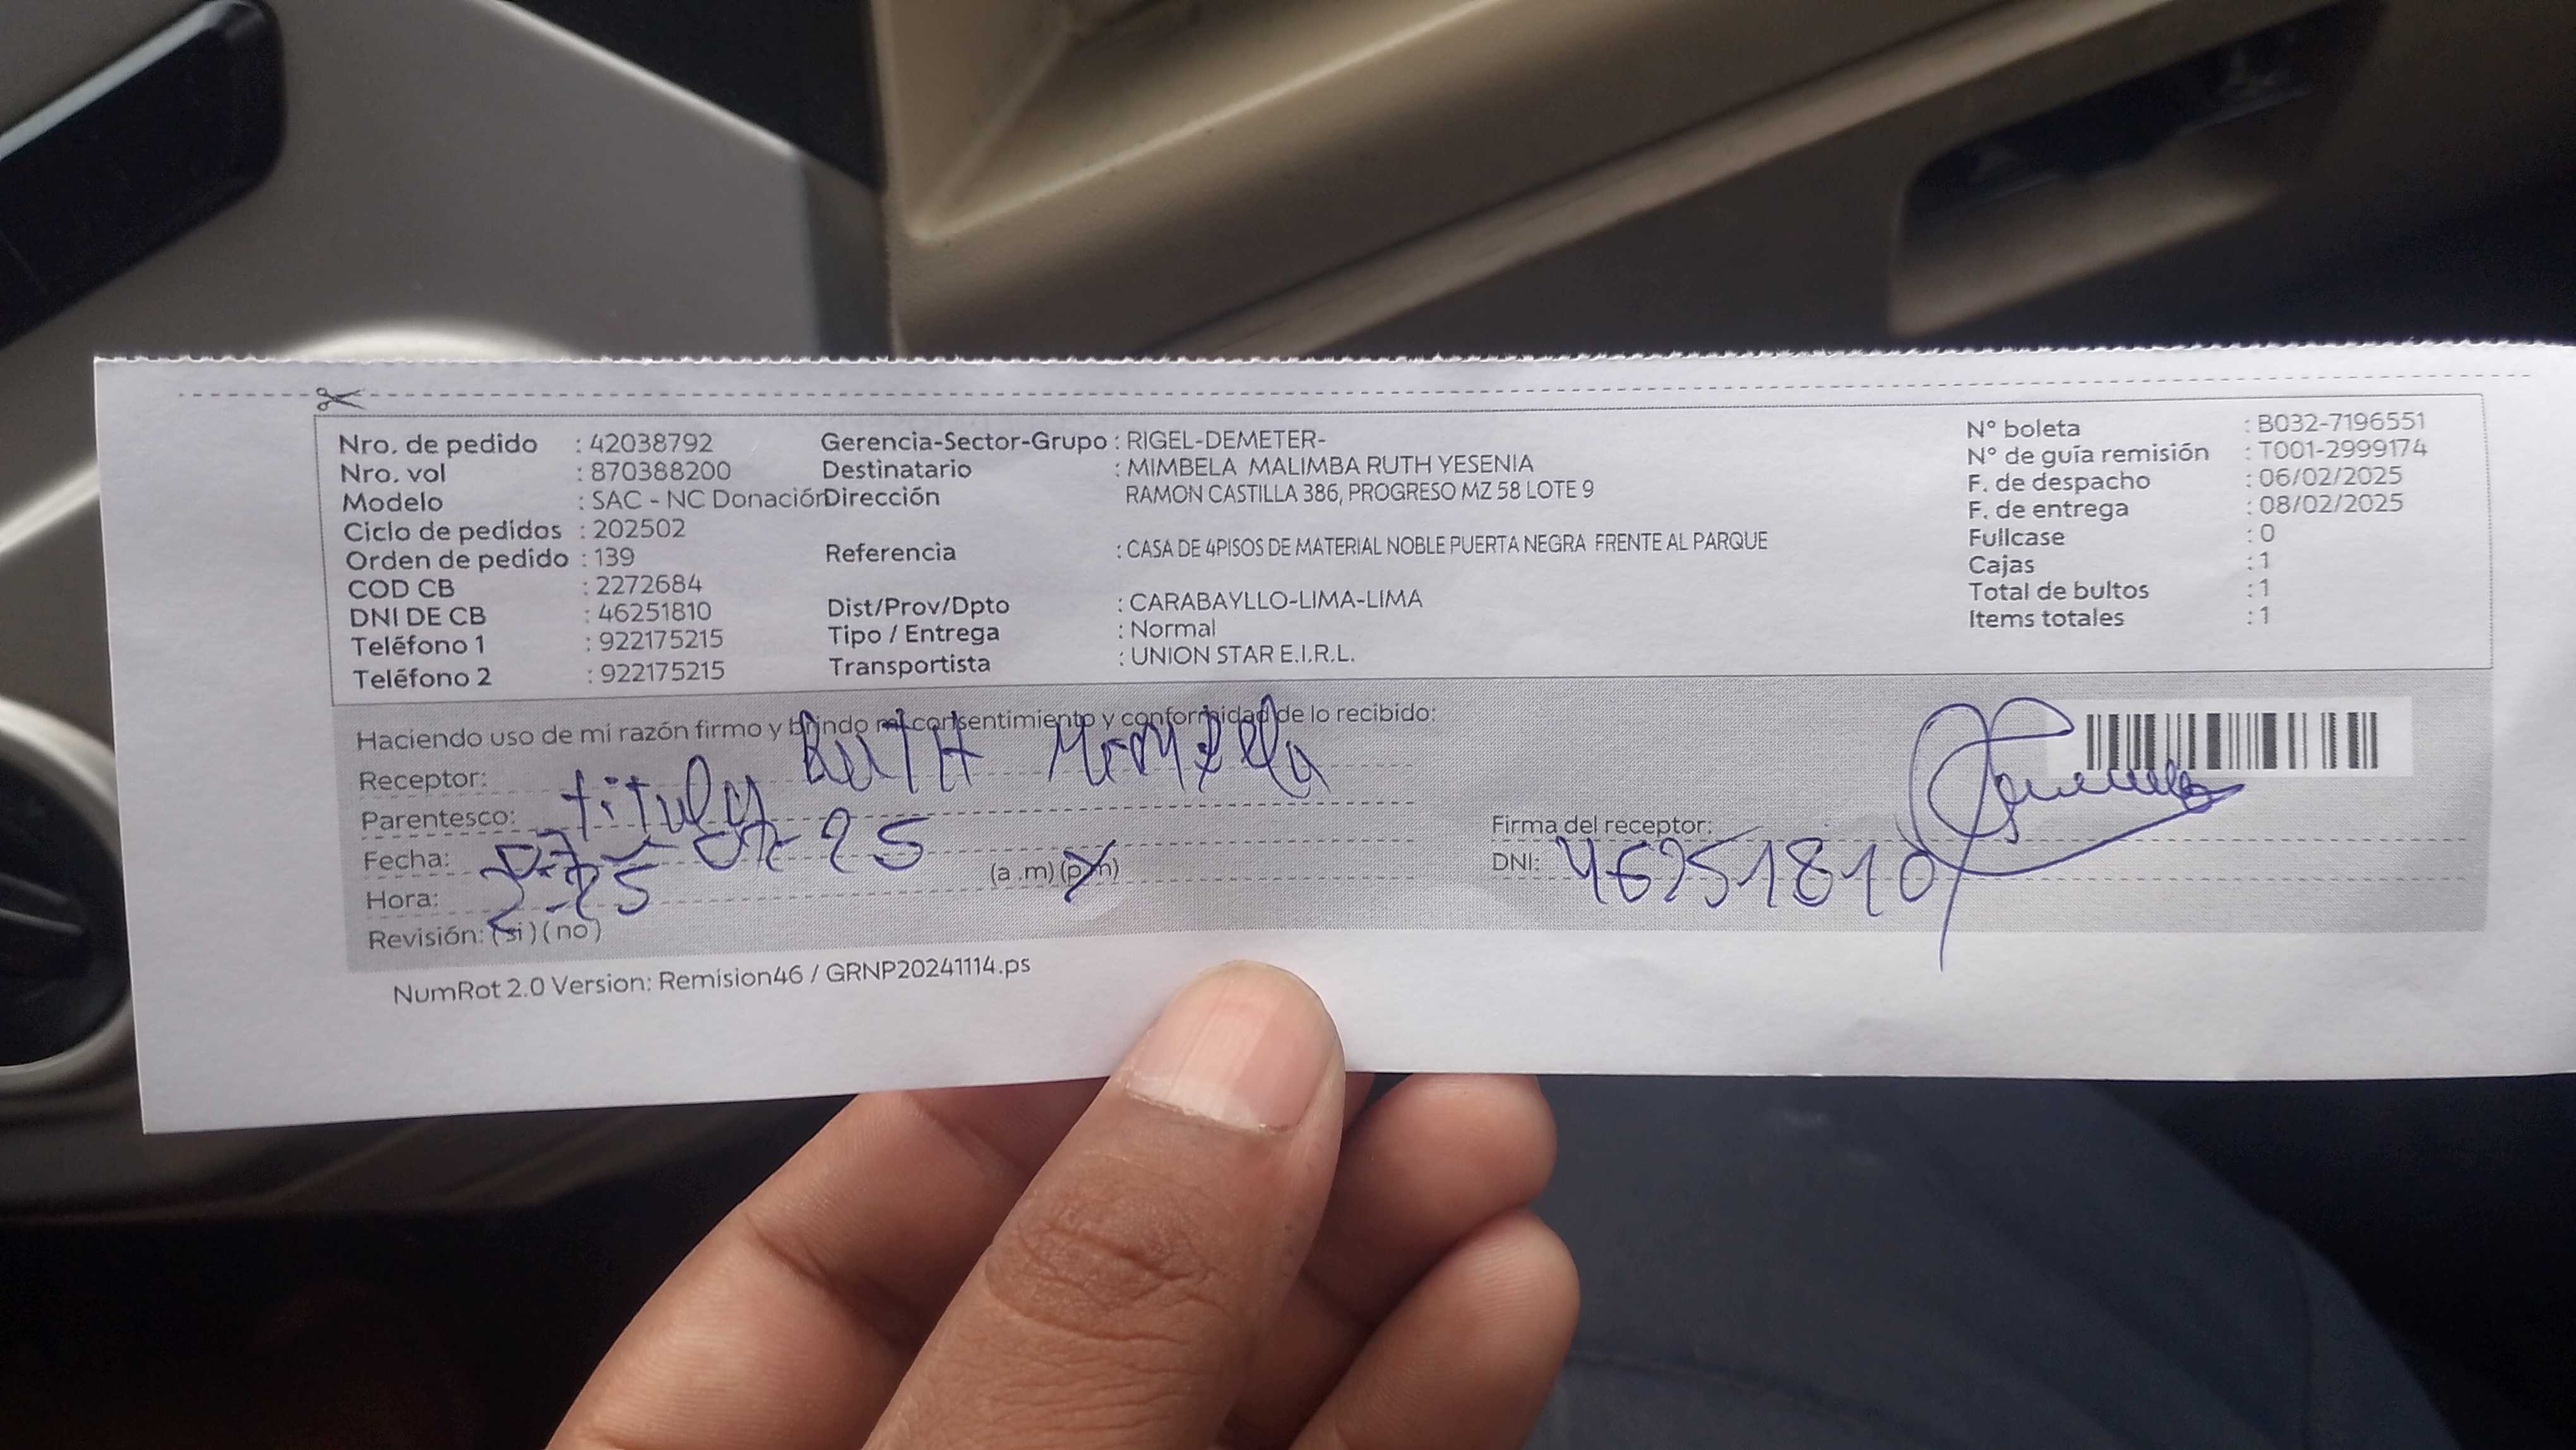 Nro. de pedido : 42038792
Nro. vol : 870388200
Modelo : SAC - NC Donación
Ciclo de pedidos : 202502
Orden de pedido : 139
COD CB : 2272684
DNI DE CB : 46251810
Teléfono 1 : 922175215
Teléfono 2 : 922175215
Gerencia-Sector-Grupo : RIGEL-DEMETER-
Destinatario : MIMBELA MALIMBA RUTH YESENIA
Dirección RAMON CASTILLA 386, PROGRESO MZ 58 LOTE 9
Referencia : CASA DE 4PISOS DE MATERIAL NOBLE PUERTA NEGRA FRENTE AL PARQUE
Dist/Prov/Dpto : CARABAYLLO-LIMA-LIMA
Tipo / Entrega : Normal
Transportista : UNION STAR E.I.R.L.
N° boleta : B032-7196551
N° de guía remisión : T001-2999174
F. de despacho : 06/02/2025
F. de entrega : 08/02/2025
Fullcase : 0
Cajas : 1
Total de bultos : 1
Items totales : 1
Haciendo uso de mi razón firmo y brindo mi consentimiento y conformidad de lo recibido:
Receptor: RuTH Mimbela
Parentesco: titular
Fecha:
Hora: (a .m) (p.m)
Revisión: (si) (no)
Firma del receptor:
DNI: 46251810
NumRot 2.0 Version: Remision46 / GRNP20241114.ps